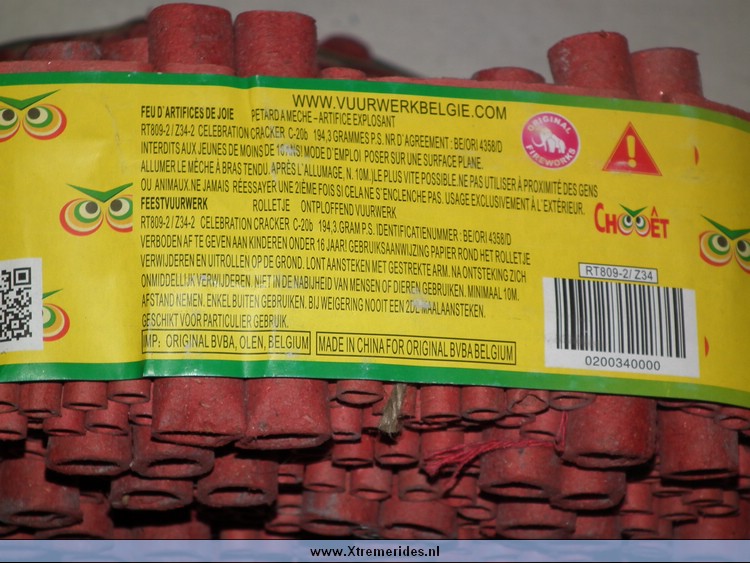 WWW.VUURWERKBELGIE.COM
FEU D'ARTIFICES DE JOIE PETARD A MECHE – ARTIFICE EXPLOSANT
RT809-2 / Z34-2 CELEBRATION CRACKER C-20b 194,3 GRAMMES P.S. NR D'AGREMENT : BE/ORI 4358/D
INTERDITS AUX JEUNES DE MOINS DE 16 ANS! MODE D'EMPLOI POSER SUR UNE SURFACE PLANE.
ALLUMER LE MÈCHE À BRAS TENDU. APRÈS L'ALLUMAGE, N. 10M.)LE PLUS VITE POSSIBLE.NE PAS UTILISER À PROXIMITÉ DES GENS
OU ANIMAUX.NE JAMAIS RÉESSAYER UNE 2IÈME FOIS SI CELA NE S'ENCLENCHE PAS. USAGE EXCLUSIVEMENT À L'EXTÉRIEUR.
FEESTVUURWERK ROLLETJE ONTPLOFFEND VUURWERK
RT809-2 / Z34-2 CELEBRATION CRACKER C-20b 194,3.GRAM P.S. IDENTIFICATIENUMMER : BE/ORI 4358/D
VERBODEN AF TE GEVEN AAN KINDEREN ONDER 16 JAAR! GEBRUIKSAANWIJZING PAPIER ROND HET ROLLETJE
VERWIJDEREN EN UITROLLEN OP DE GROND. LONT AANSTEKEN MET GESTREKTE ARM. NA ONTSTEKING ZICH
ONMIDDELLIJK VERWIJDEREN. NIET IN DE NABIJHEID VAN MENSEN OF DIEREN GEBRUIKEN. MINIMAAL 10M.
AFSTAND NEMEN. ENKEL BUITEN GEBRUIKEN. BIJ WEIGERING NOOIT EEN 2DE MAAL AANSTEKEN.
GESCHIKT VOOR PARTICULIER GEBRUIK.
IMP: ORIGINAL BVBA, OLEN, BELGIUM
MADE IN CHINA FOR ORIGINAL BVBA BELGIUM
ORIGINAL
FIREWORKS
CHOOÊT
RT809-2/ Z34
0200340000
www.Xtremerides.nl